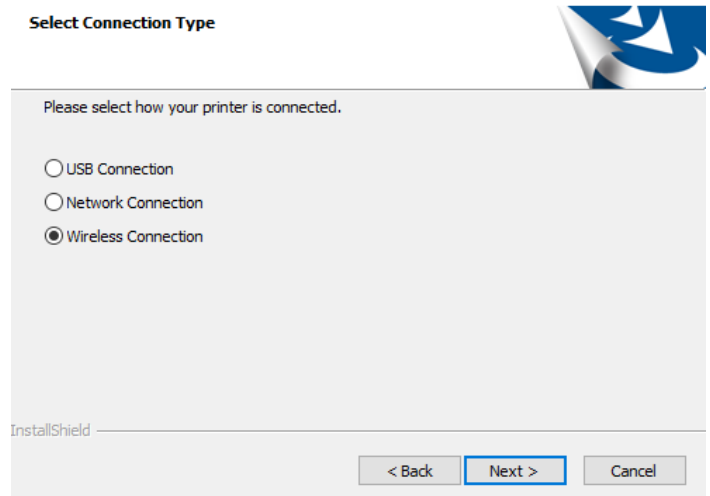 Select Connection Type
Please select how your printer is connected.
USB Connection
Network Connection
Wireless Connection
InstallShield
< Back Next > Cancel